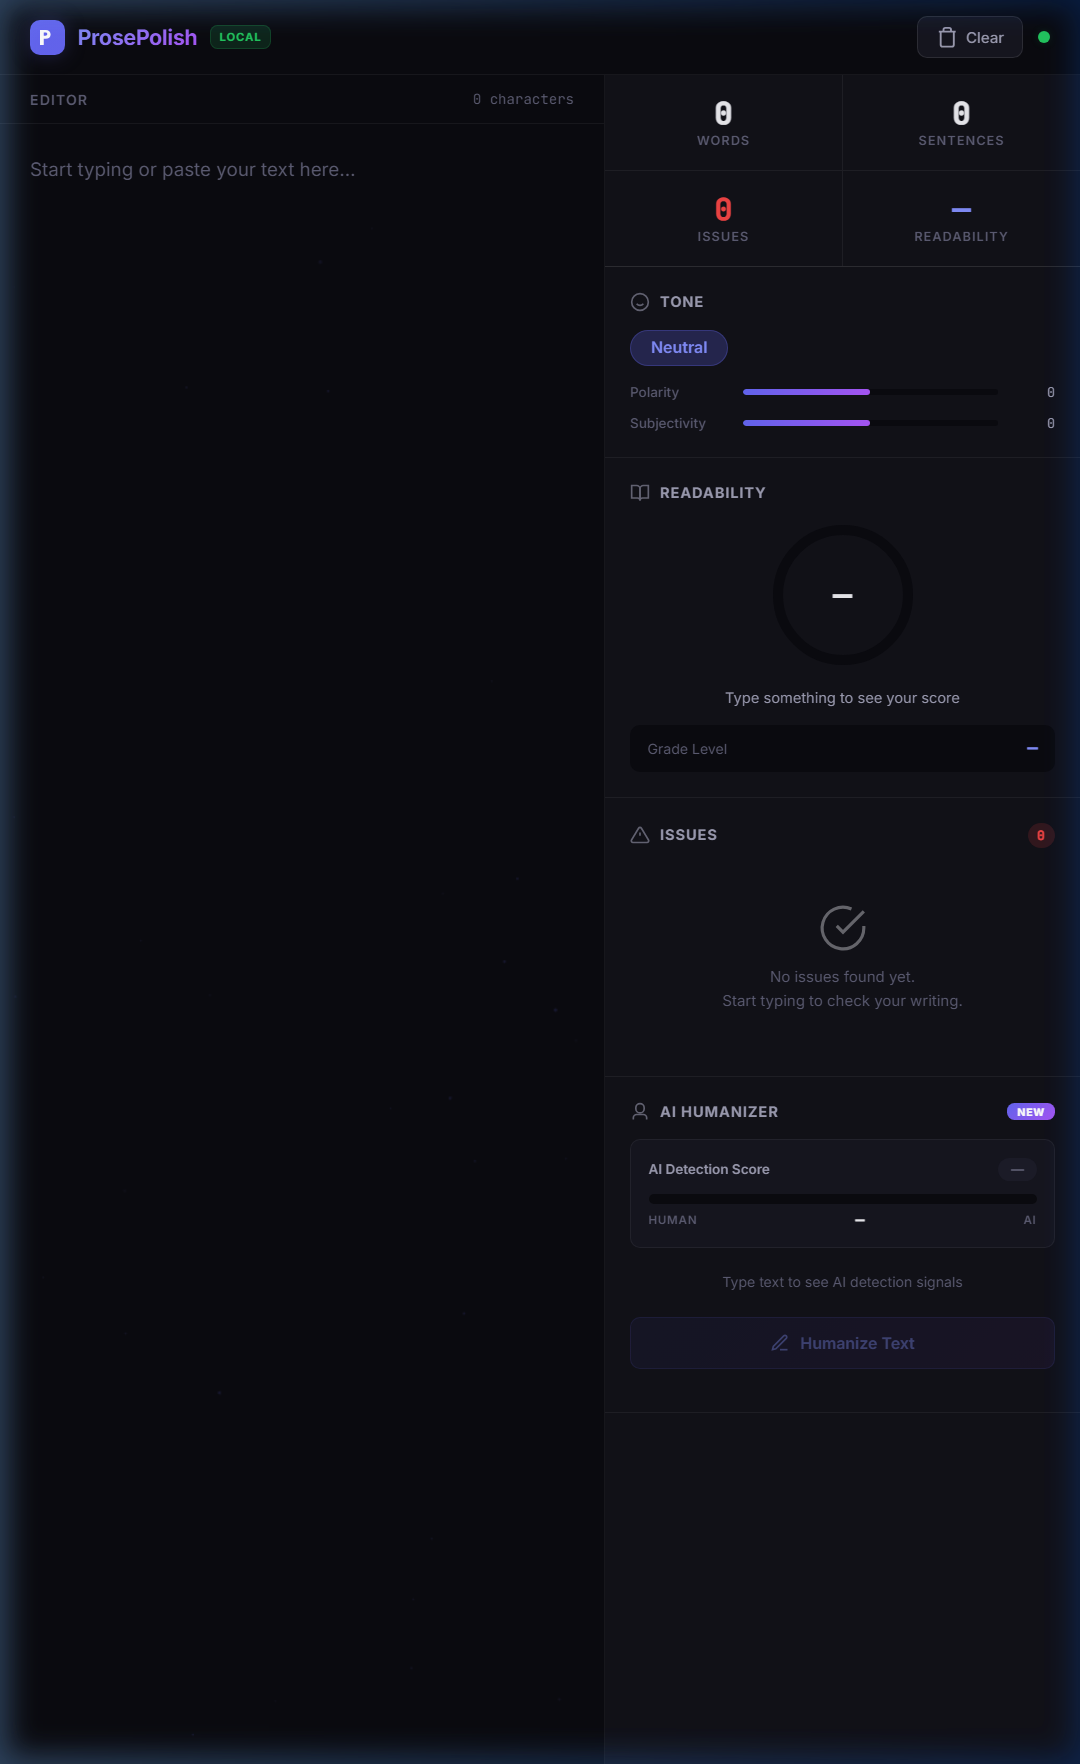 P ProsePolish LOCAL
Clear
EDITOR
0 characters
Start typing or paste your text here...
0
WORDS
0
SENTENCES
0
ISSUES
–
READABILITY
TONE
Neutral
Polarity 0
Subjectivity 0
READABILITY
–
Type something to see your score
Grade Level –
ISSUES 0
No issues found yet.
Start typing to check your writing.
AI HUMANIZER NEW
AI Detection Score —
HUMAN – AI
Type text to see AI detection signals
Humanize Text